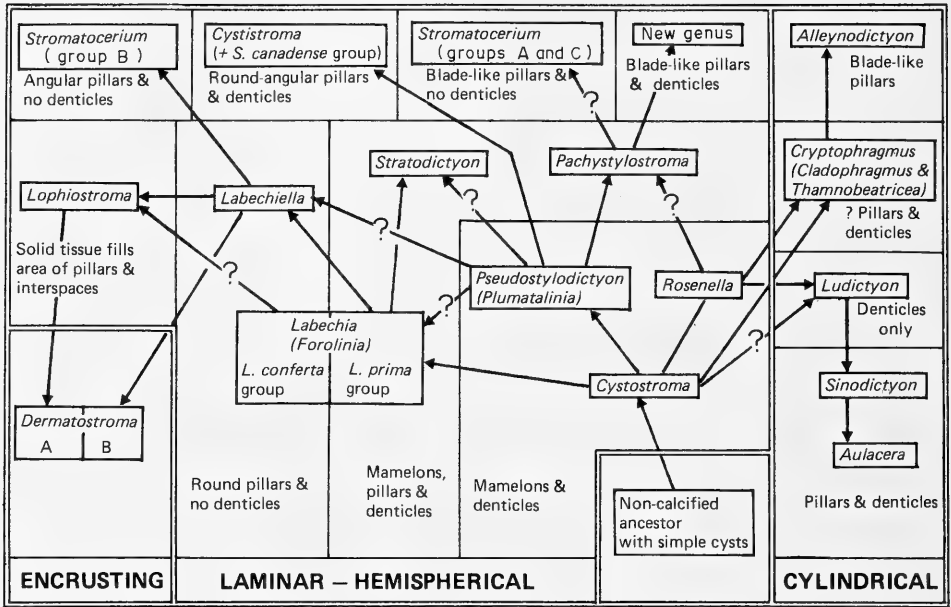 Stromatocerium
( group B )
Angular pillars &
no denticles
Cystistroma
(+ S. canadense group)
Round-angular pillars
& denticles
Stromatocerium
(groups A and C)
Blade-like pillars &
no denticles
New genus
Blade-like pillars
& denticles
Alleynodictyon
Blade-like
pillars
?
Stratodictyon
Pachystylostroma
Cryptophragmus
(Cladophragmus &
Thamnobeatricea)
? Pillars &
denticles
Lophiostroma
Labechiella
?
?
?
Solid tissue fills
area of pillars &
interspaces
?
Pseudostylodictyon
(Plumatalinia)
Rosenella
Ludictyon
Denticles
only
Labechia
(Forolinia)
L. conferta
group
L. prima
group
?
?
Cystostroma
Sinodictyon
Dermatostroma
A
B
Aulacera
Round pillars &
no denticles
Mamelons,
pillars &
denticles
Mamelons &
denticles
Non-calcified
ancestor
with simple cysts
Pillars & denticles
ENCRUSTING
LAMINAR – HEMISPHERICAL
CYLINDRICAL